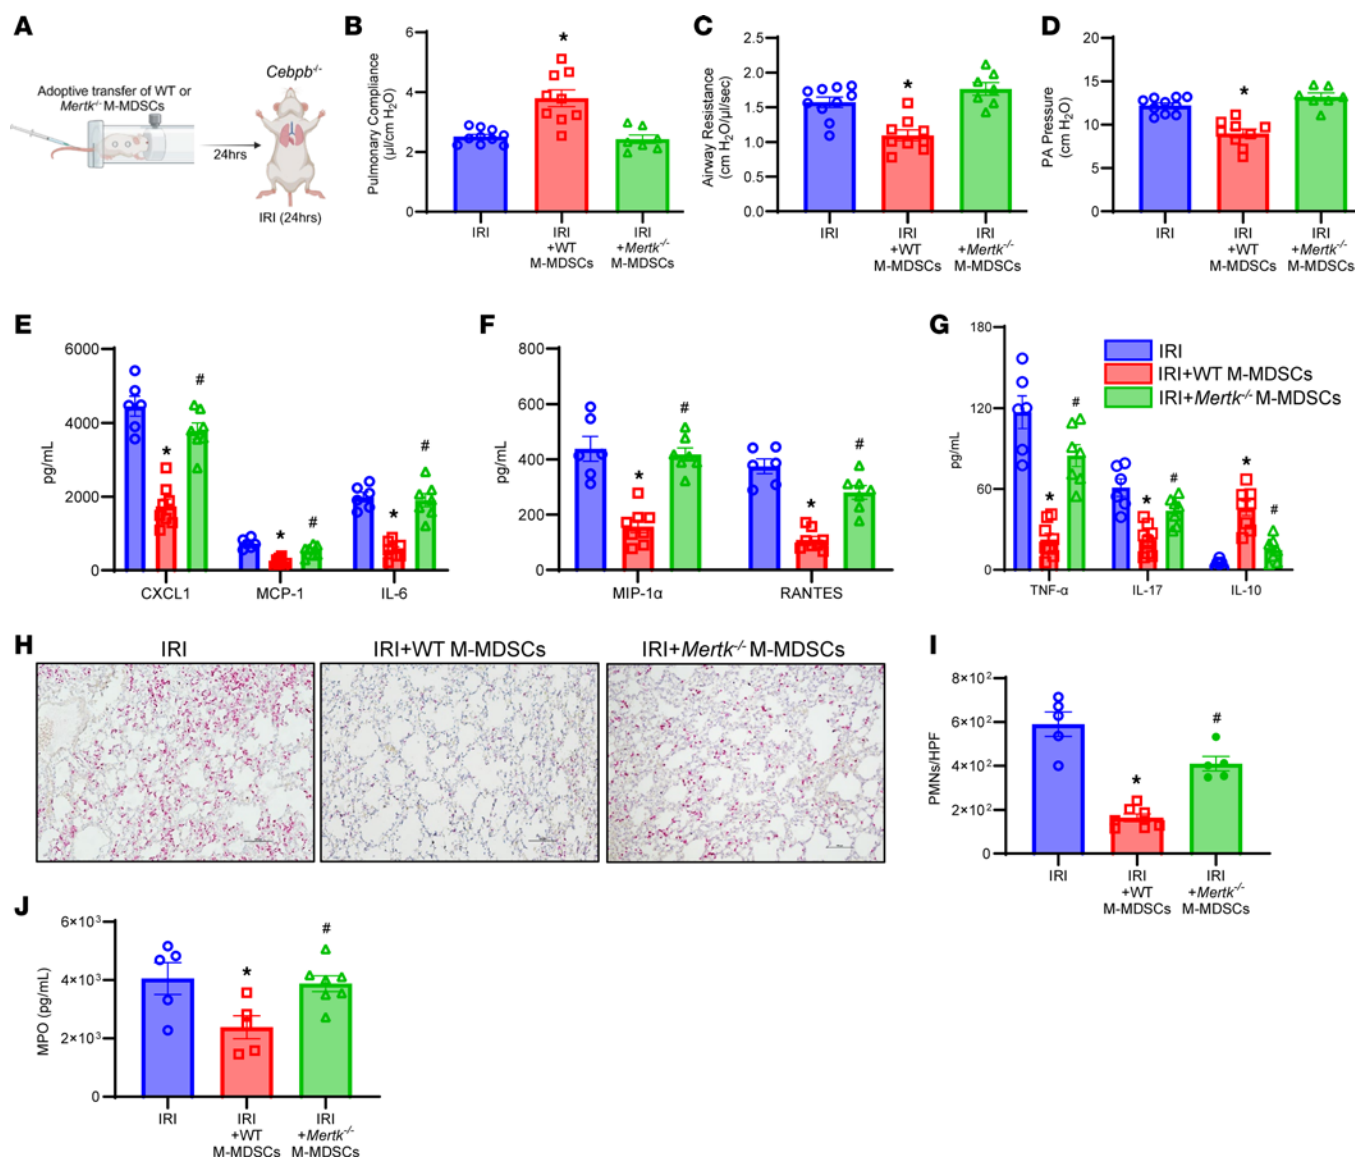 A
Adoptive transfer of WT or
Mertk-/- M-MDSCs
24hrs
Cebpb-/-
IRI (24hrs)
B
Pulmonary Compliance
(µl/cm H2O)
6
4
2
0
*
IRI
IRI
+WT
M-MDSCs
IRI
+Mertk-/-
M-MDSCs
C
Airway Resistance
(cm H2O/µl/sec)
2.5
2.0
1.5
1.0
0.5
0.0
*
IRI
IRI
+WT
M-MDSCs
IRI
+Mertk-/-
M-MDSCs
D
PA Pressure
(cm H2O)
20
15
10
5
0
*
IRI
IRI
+WT
M-MDSCs
IRI
+Mertk-/-
M-MDSCs
E
pg/mL
6000
4000
2000
0
* #
* #
* #
CXCL1
MCP-1
IL-6
F
pg/mL
800
600
400
200
0
* #
* #
MIP-1α
RANTES
G
pg/mL
180
120
60
0
* #
* #
* #
TNF-α
IL-17
IL-10
IRI
IRI+WT M-MDSCs
IRI+Mertk-/- M-MDSCs
H
IRI
IRI+WT M-MDSCs
IRI+Mertk-/- M-MDSCs
I
PMNs/HPF
8×10²
6×10²
4×10²
2×10²
0
* #
IRI
IRI
+WT
M-MDSCs
IRI
+Mertk-/-
M-MDSCs
J
MPO (pg/mL)
6×10³
4×10³
2×10³
0
* #
IRI
IRI
+WT
M-MDSCs
IRI
+Mertk-/-
M-MDSCs